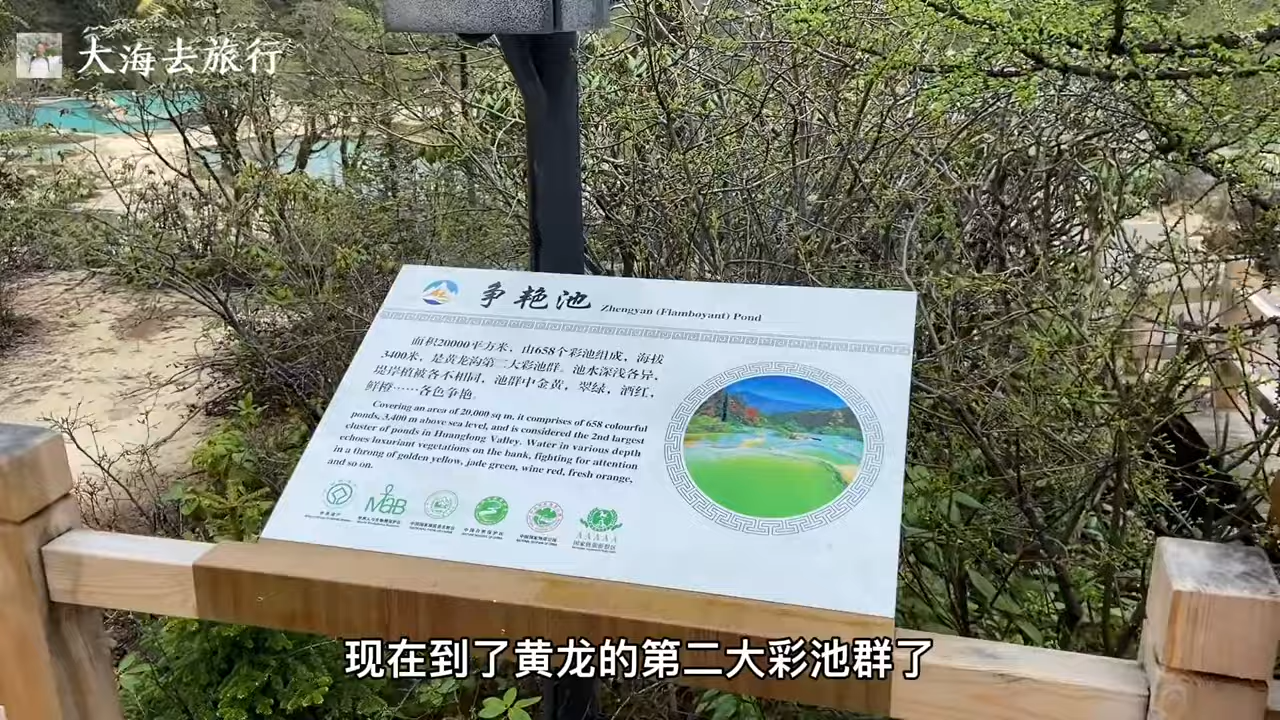 大海去旅行
争艳池 Zhengyan (Flamboyant) Pond
面积20000平方米，由658个彩池组成，海拔
3400米，是黄龙沟第二大彩池群。池水深浅各异，
堤岸植被各不相同，池群中金黄，翠绿，酒红，
鲜橙……各色争艳。
Covering an area of 20,000 sq m, it comprises of 658 colourful
ponds, 3,400 m above sea level, and is considered the 2nd largest
cluster of ponds in Huanglong Valley. Water in various depth
echoes luxuriant vegetations on the bank, fighting for attention
in a throng of golden yellow, jade green, wine red, fresh orange,
and so on.
MAB
AAAAA
现在到了黄龙的第二大彩池群了